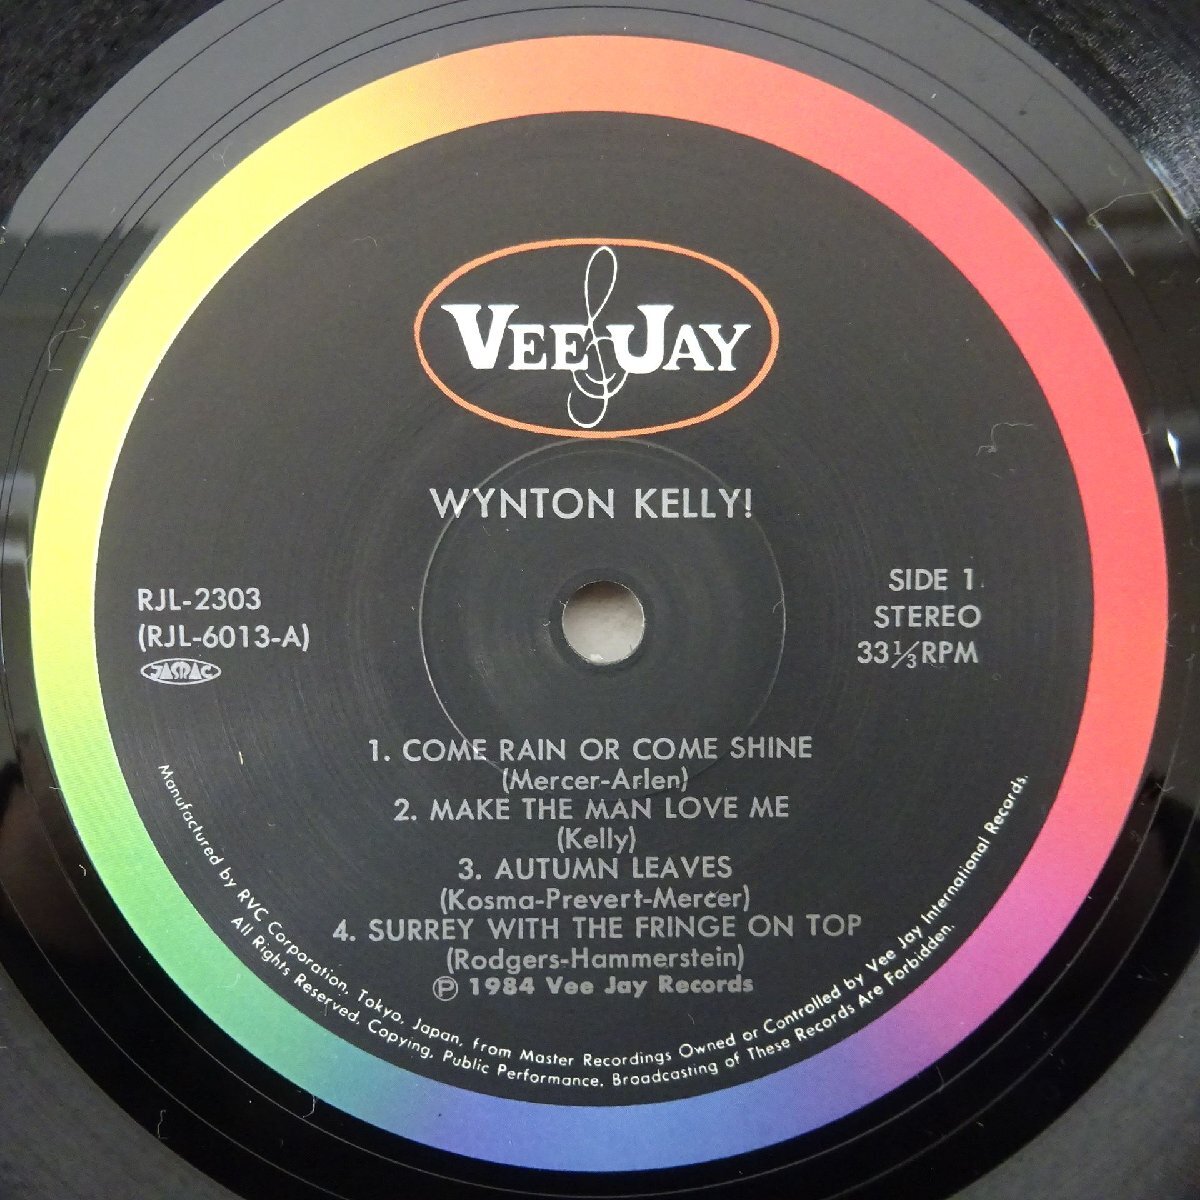 VEE JAY
WYNTON KELLY!
RJL-2303
(RJL-6013-A)
JASRAC
SIDE 1
STEREO
33⅓RPM
1. COME RAIN OR COME SHINE
(Mercer-Arlen)
2. MAKE THE MAN LOVE ME
(Kelly)
3. AUTUMN LEAVES
(Kosma-Prevert-Mercer)
4. SURREY WITH THE FRINGE ON TOP
(Rodgers-Hammerstein)
Ⓟ 1984 Vee Jay Records
Manufactured by RVC Corporation, Tokyo, Japan, from Master Recordings Owned or Controlled by Vee Jay International Records.
All Rights Reserved. Copying, Public Performance, Broadcasting of These Records Are Forbidden.